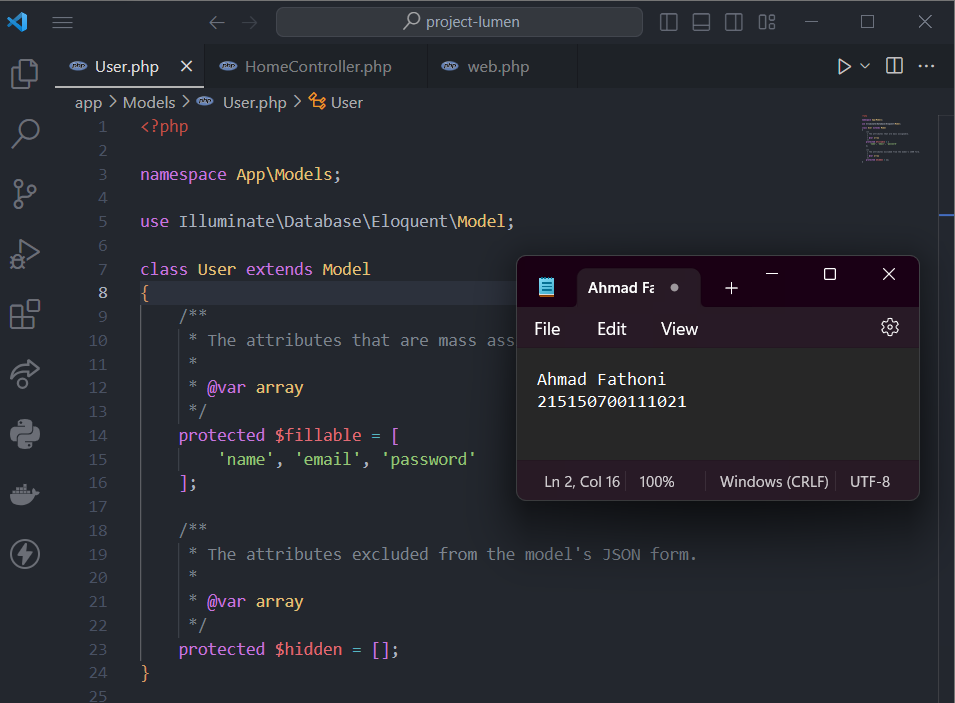 project-lumen
User.php
HomeController.php
web.php
app > Models > User.php > User
1 <?php
2
3 namespace App\Models;
4
5 use Illuminate\Database\Eloquent\Model;
6
7 class User extends Model
8 {
9 /**
10 * The attributes that are mass ass
11 *
12 * @var array
13 */
14 protected $fillable = [
15 'name', 'email', 'password'
16 ];
17
18 /**
19 * The attributes excluded from the model's JSON form.
20 *
21 * @var array
22 */
23 protected $hidden = [];
24 }
25
Ahmad Fa
File Edit View
Ahmad Fathoni
215150700111021
Ln 2, Col 16 100% Windows (CRLF) UTF-8